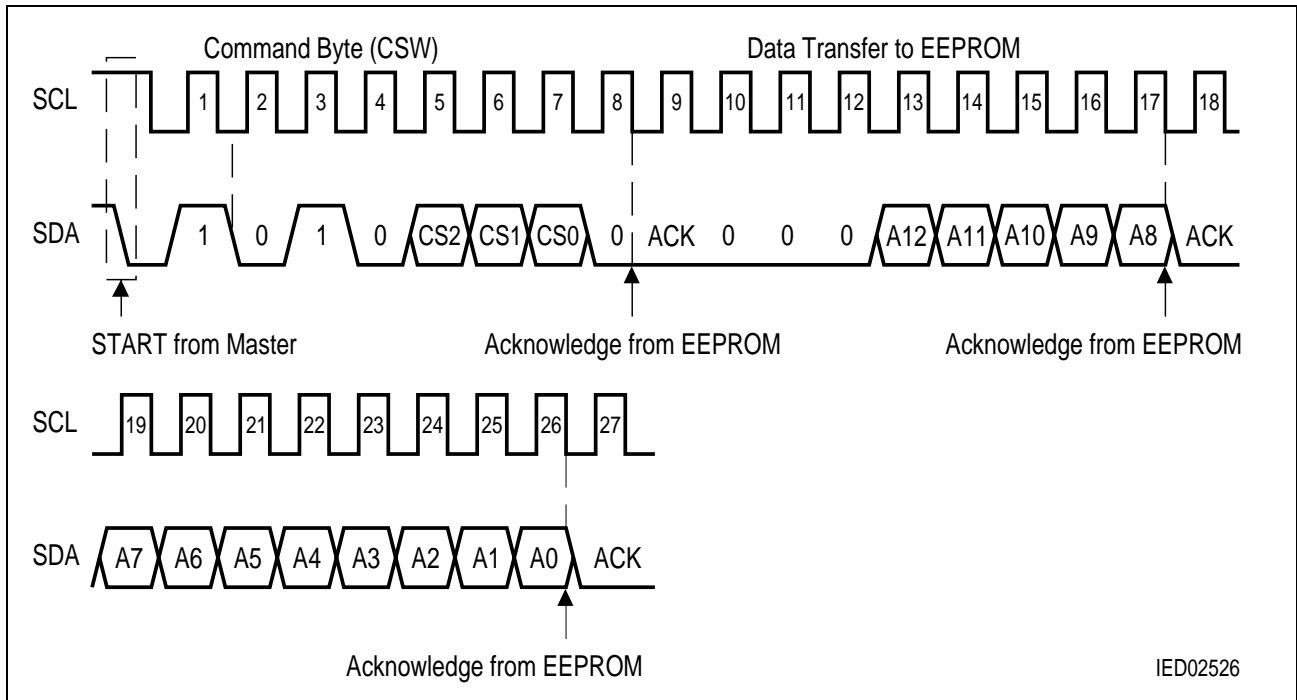 Command Byte (CSW) Data Transfer to EEPROM
SCL 1 2 3 4 5 6 7 8 9 10 11 12 13 14 15 16 17 18
SDA 1 0 1 0 CS2 CS1 CS0 0 ACK 0 0 0 A12 A11 A10 A9 A8 ACK
START from Master Acknowledge from EEPROM Acknowledge from EEPROM
SCL 19 20 21 22 23 24 25 26 27
SDA A7 A6 A5 A4 A3 A2 A1 A0 ACK
Acknowledge from EEPROM IED02526